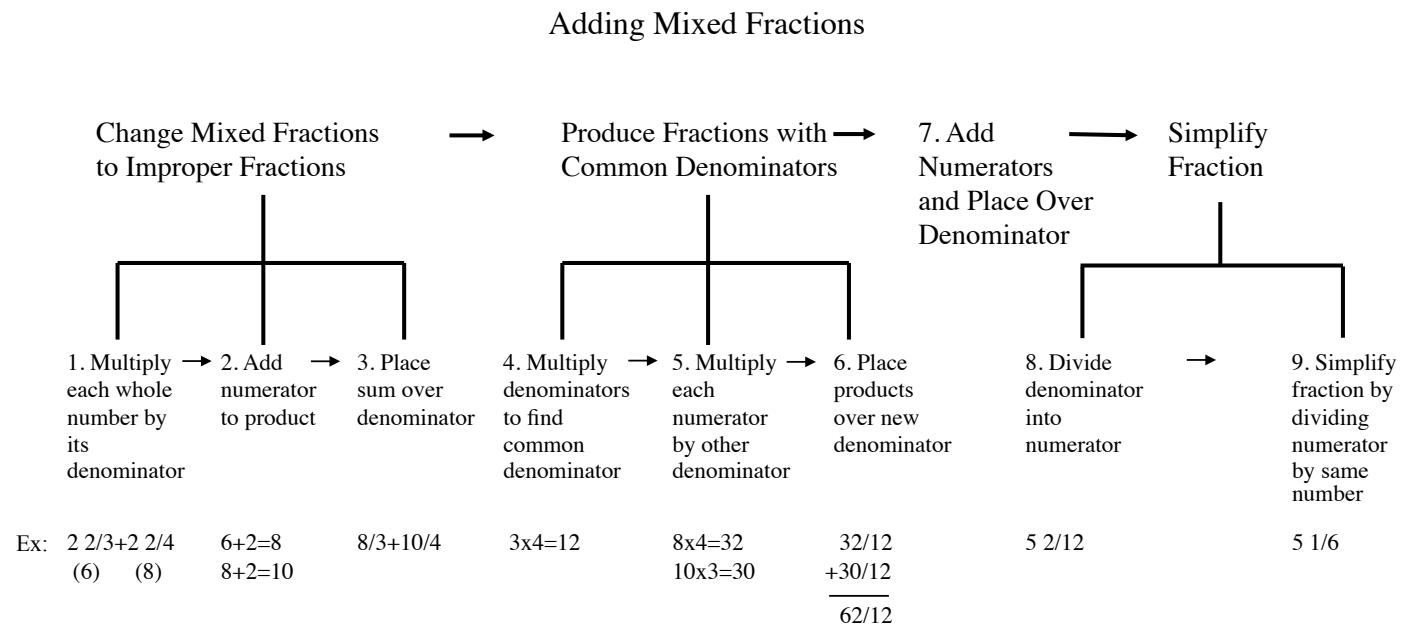 Adding Mixed Fractions
Change Mixed Fractions
to Improper Fractions
Produce Fractions with
Common Denominators
7. Add
Numerators
and Place Over
Denominator
Simplify
Fraction
1. Multiply
each whole
number by
its
denominator
2. Add
numerator
to product
3. Place
sum over
denominator
4. Multiply
denominators
to find
common
denominator
5. Multiply
each
numerator
by other
denominator
6. Place
products
over new
denominator
8. Divide
denominator
into
numerator
9. Simplify
fraction by
dividing
numerator
by same
number
Ex: 2 2/3+2 2/4
(6) (8)
6+2=8
8+2=10
8/3+10/4
3x4=12
8x4=32
10x3=30
32/12
+30/12
62/12
5 2/12
5 1/6